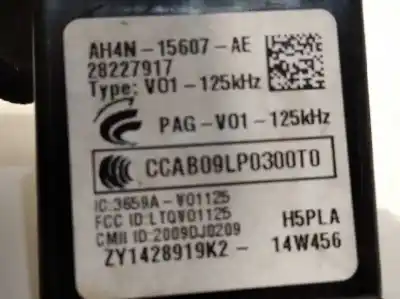 AH4N-15607-AE
28227917
Type: V01-125kHz
PAG-V01-125kHz
CCAB09LP0300T0
IC:3659A-V01125
FCC ID:LTQV01125
CMII ID:2009DJ0209
H5PLA
ZY1428919K2- 14W456